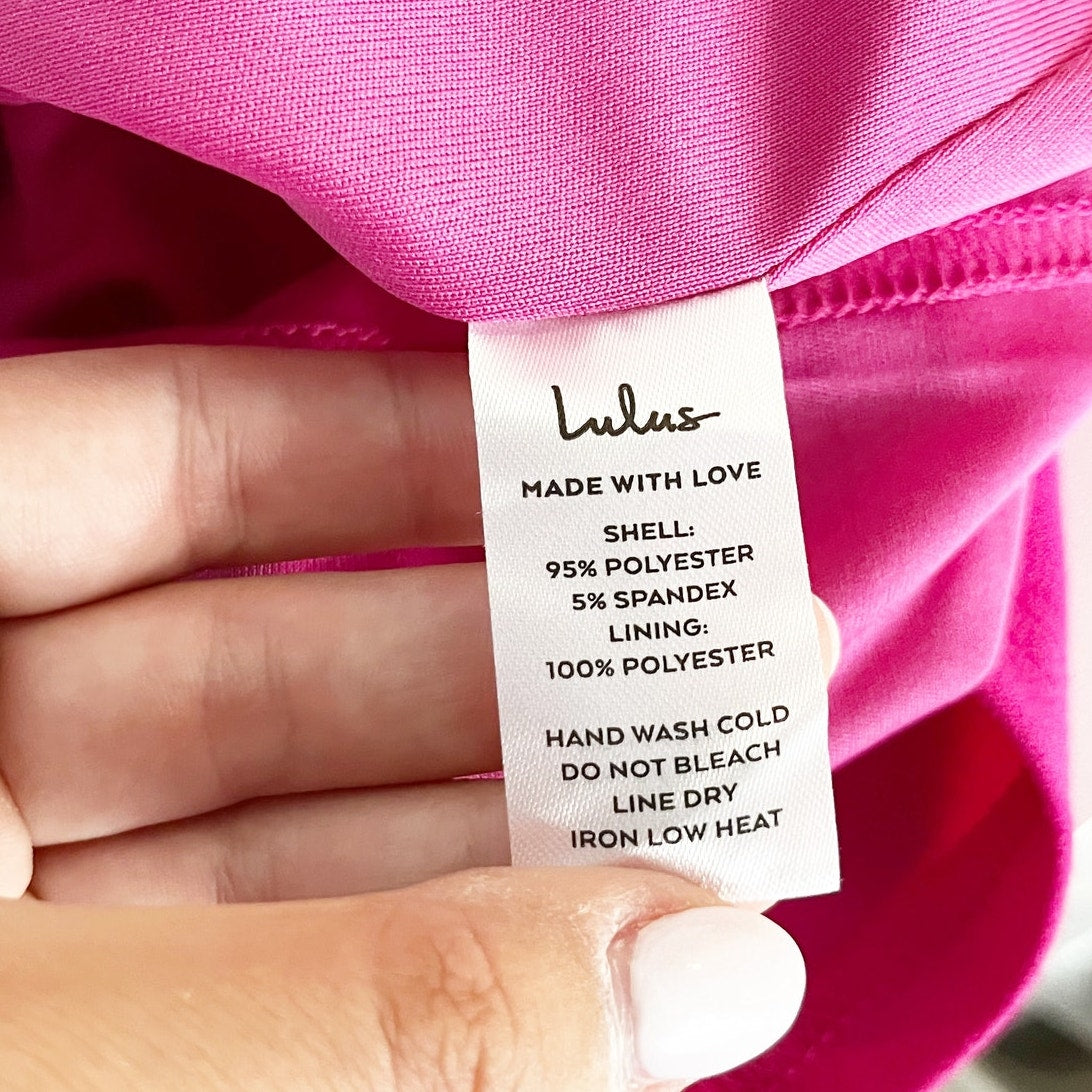 Lulus
MADE WITH LOVE
SHELL:
95% POLYESTER
5% SPANDEX
LINING:
100% POLYESTER
HAND WASH COLD
DO NOT BLEACH
LINE DRY
IRON LOW HEAT